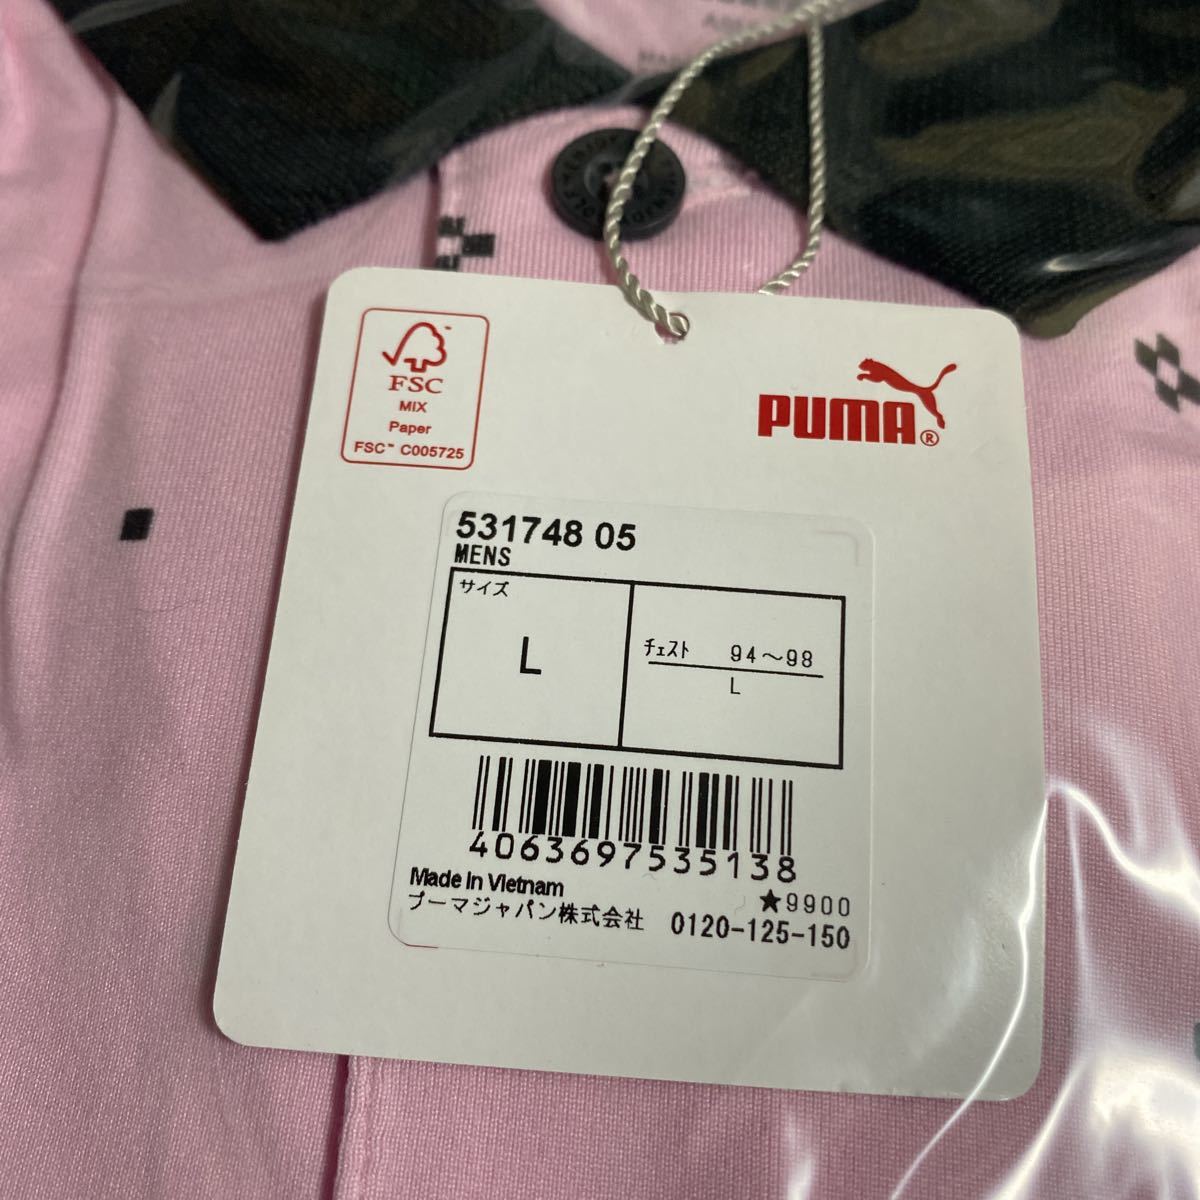 FSC
MIX
Paper
FSC™ C005725
PUMA®
531748 05
MENS
サイズ
L
チェスト 94～98
L
4063697535138
Made In Vietnam
★9900
プーマジャパン株式会社 0120-125-150